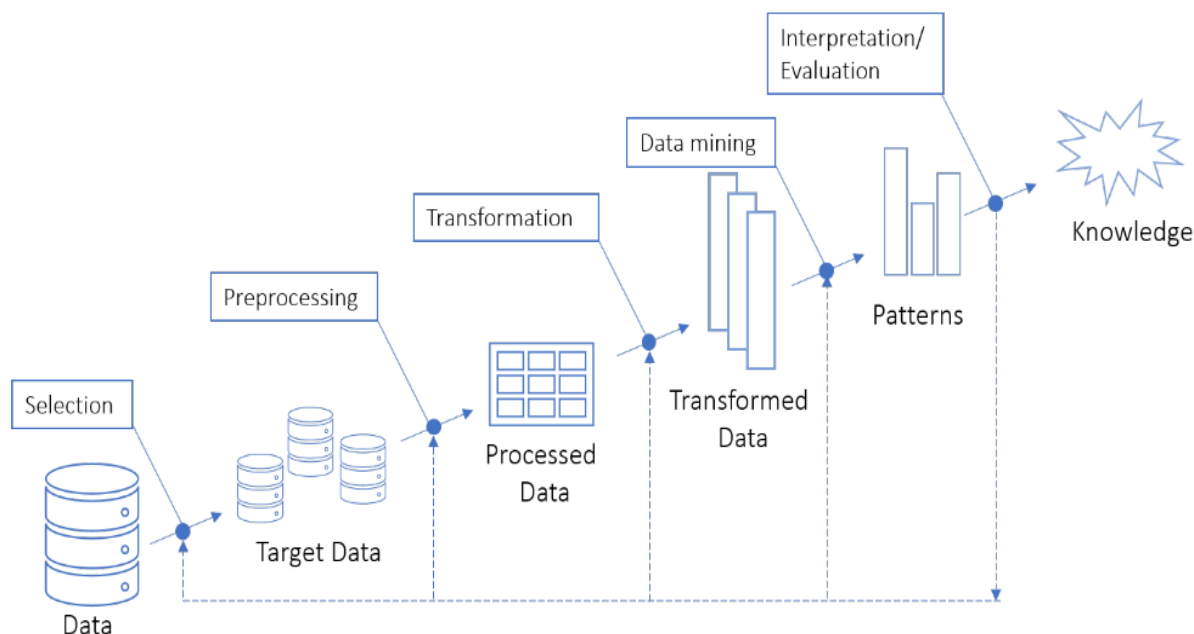 Interpretation/
Evaluation
Data mining
Transformation
Knowledge
Preprocessing
Patterns
Selection
Transformed
Data
Processed
Data
Target Data
Data